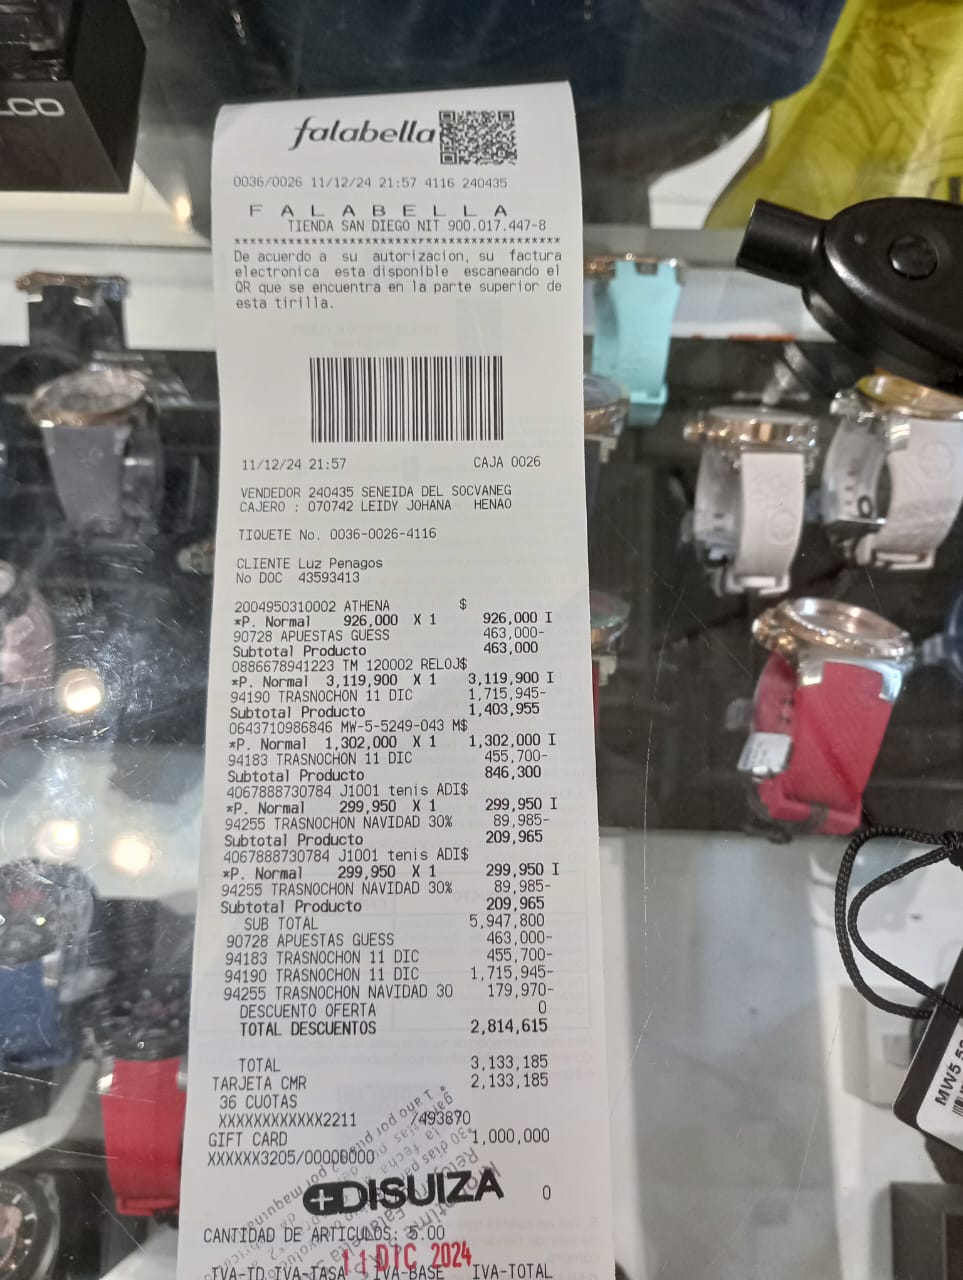 LCO
falabella
0036/0026 11/12/24 21:57 4116 240435
F A L A B E L L A
TIENDA SAN DIEGO NIT 900.017.447-8
******************************************
De acuerdo a su autorizacion, su factura
electronica esta disponible escaneando el
QR que se encuentra en la parte superior de
esta tirilla.
11/12/24 21:57 CAJA 0026
VENDEDOR 240435 SENEIDA DEL SOCVANEG
CAJERO : 070742 LEIDY JOHANA HENAO
TIQUETE No. 0036-0026-4116
CLIENTE Luz Penagos
No DOC 43593413
2004950310002 ATHENA $
*P. Normal 926,000 X 1 926,000 I
90728 APUESTAS GUESS 463,000-
Subtotal Producto 463,000
0886678941223 TM 120002 RELOJ$
*P. Normal 3,119,900 X 1 3,119,900 I
94190 TRASNOCHON 11 DIC 1,715,945-
Subtotal Producto 1,403,955
0643710986846 MW-5-5249-043 M$
*P. Normal 1,302,000 X 1 1,302,000 I
94183 TRASNOCHON 11 DIC 455,700-
Subtotal Producto 846,300
4067888730784 J1001 tenis ADI$
*P. Normal 299,950 X 1 299,950 I
94255 TRASNOCHON NAVIDAD 30% 89,985-
Subtotal Producto 209,965
4067888730784 J1001 tenis ADI$
*P. Normal 299,950 X 1 299,950 I
94255 TRASNOCHON NAVIDAD 30% 89,985-
Subtotal Producto 209,965
SUB TOTAL 5,947,800
90728 APUESTAS GUESS 463,000-
94183 TRASNOCHON 11 DIC 455,700-
94190 TRASNOCHON 11 DIC 1,715,945-
94255 TRASNOCHON NAVIDAD 30 179,970-
DESCUENTO OFERTA 0
TOTAL DESCUENTOS 2,814,615
TOTAL 3,133,185
TARJETA CMR 2,133,185
36 CUOTAS
XXXXXXXXXXXX2211 /493870
GIFT CARD 1,000,000
XXXXXX3205/00000000
DISUIZA 0
CANTIDAD DE ARTICULOS: 5.00
11 DIC 2024
IVA-TD IVA-TASA IVA-BASE IVA-TOTAL